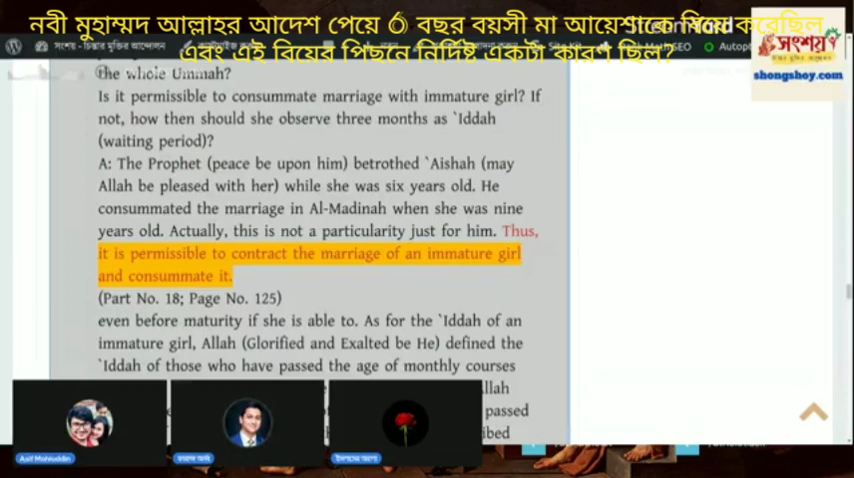 নবী মুহাম্মদ আল্লাহর আদেশ পেয়ে 6 বছর বয়সী মা আয়েশাকে বিয়ে করেছিল
এবং এই বিয়ের পিছনে নির্দিষ্ট একটা কারণ ছিল?
সংশয়
shongshoy.com
the whole Ummah?
Is it permissible to consummate marriage with immature girl? If
not, how then should she observe three months as `Iddah
(waiting period)?
A: The Prophet (peace be upon him) betrothed `Aishah (may
Allah be pleased with her) while she was six years old. He
consummated the marriage in Al-Madinah when she was nine
years old. Actually, this is not a particularity just for him. Thus,
it is permissible to contract the marriage of an immature girl
and consummate it.
(Part No. 18; Page No. 125)
even before maturity if she is able to. As for the `Iddah of an
immature girl, Allah (Glorified and Exalted be He) defined the
`Iddah of those who have passed the age of monthly courses
passed
Asif Mohiuddin